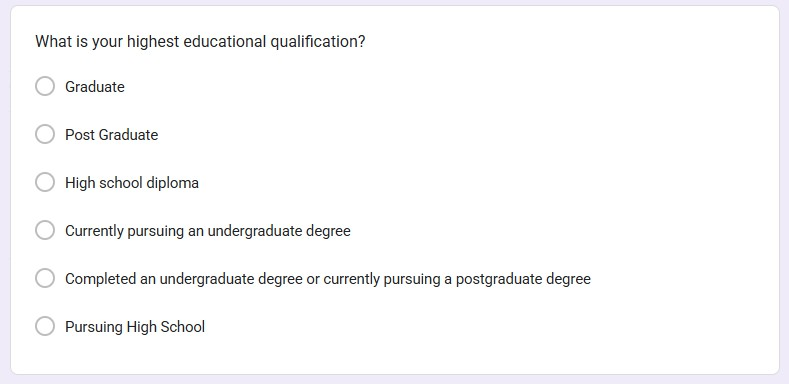 What is your highest educational qualification?
Graduate
Post Graduate
High school diploma
Currently pursuing an undergraduate degree
Completed an undergraduate degree or currently pursuing a postgraduate degree
Pursuing High School